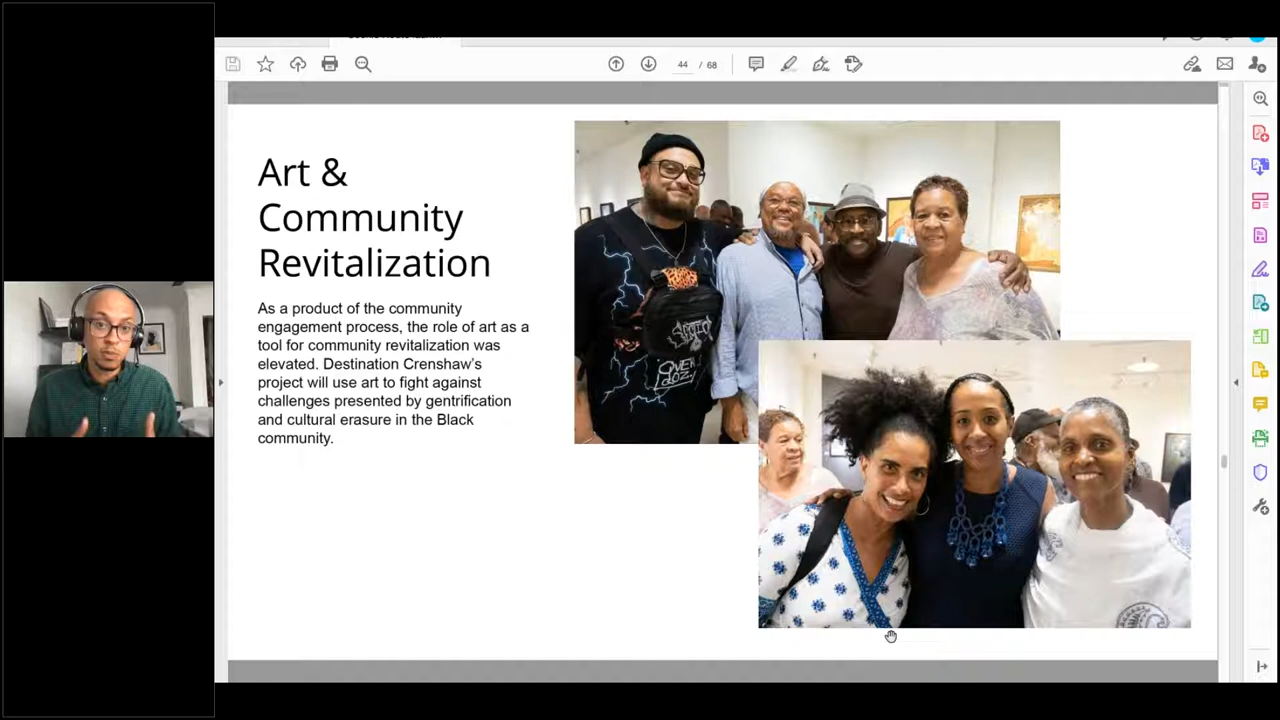 44 / 68
Art &
Community
Revitalization
As a product of the community
engagement process, the role of art as a
tool for community revitalization was
elevated. Destination Crenshaw's
project will use art to fight against
challenges presented by gentrification
and cultural erasure in the Black
community.